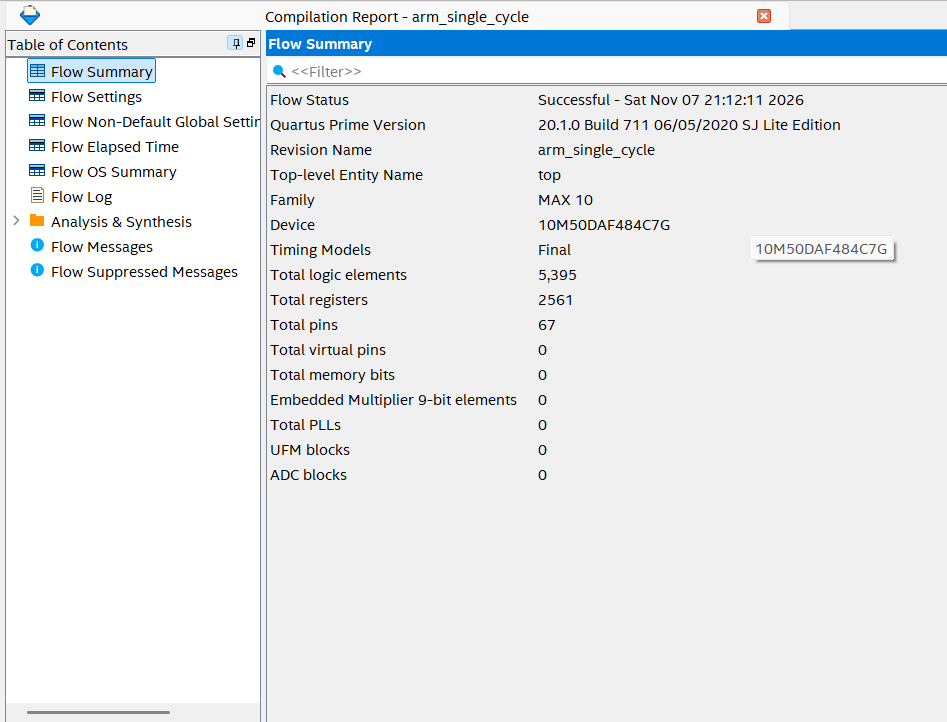 Compilation Report - arm_single_cycle
Table of Contents
Flow Summary
Flow Settings
Flow Non-Default Global Settin
Flow Elapsed Time
Flow OS Summary
Flow Log
Analysis & Synthesis
Flow Messages
Flow Suppressed Messages
Flow Summary
<<Filter>>
Flow Status Successful - Sat Nov 07 21:12:11 2026
Quartus Prime Version 20.1.0 Build 711 06/05/2020 SJ Lite Edition
Revision Name arm_single_cycle
Top-level Entity Name top
Family MAX 10
Device 10M50DAF484C7G
Timing Models Final
10M50DAF484C7G
Total logic elements 5,395
Total registers 2561
Total pins 67
Total virtual pins 0
Total memory bits 0
Embedded Multiplier 9-bit elements 0
Total PLLs 0
UFM blocks 0
ADC blocks 0